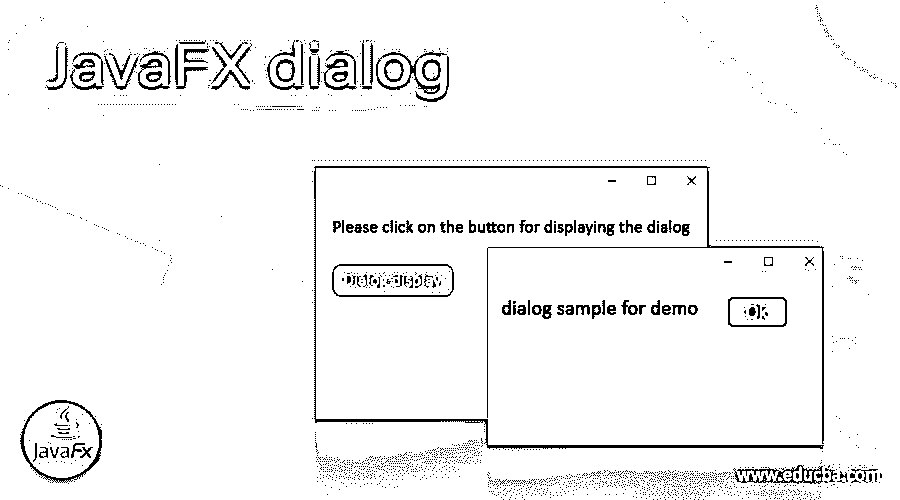 JavaFX dialog
Please click on the button for displaying the dialog
Dialog display
dialog sample for demo
Ok
JavaFx
www.educba.com